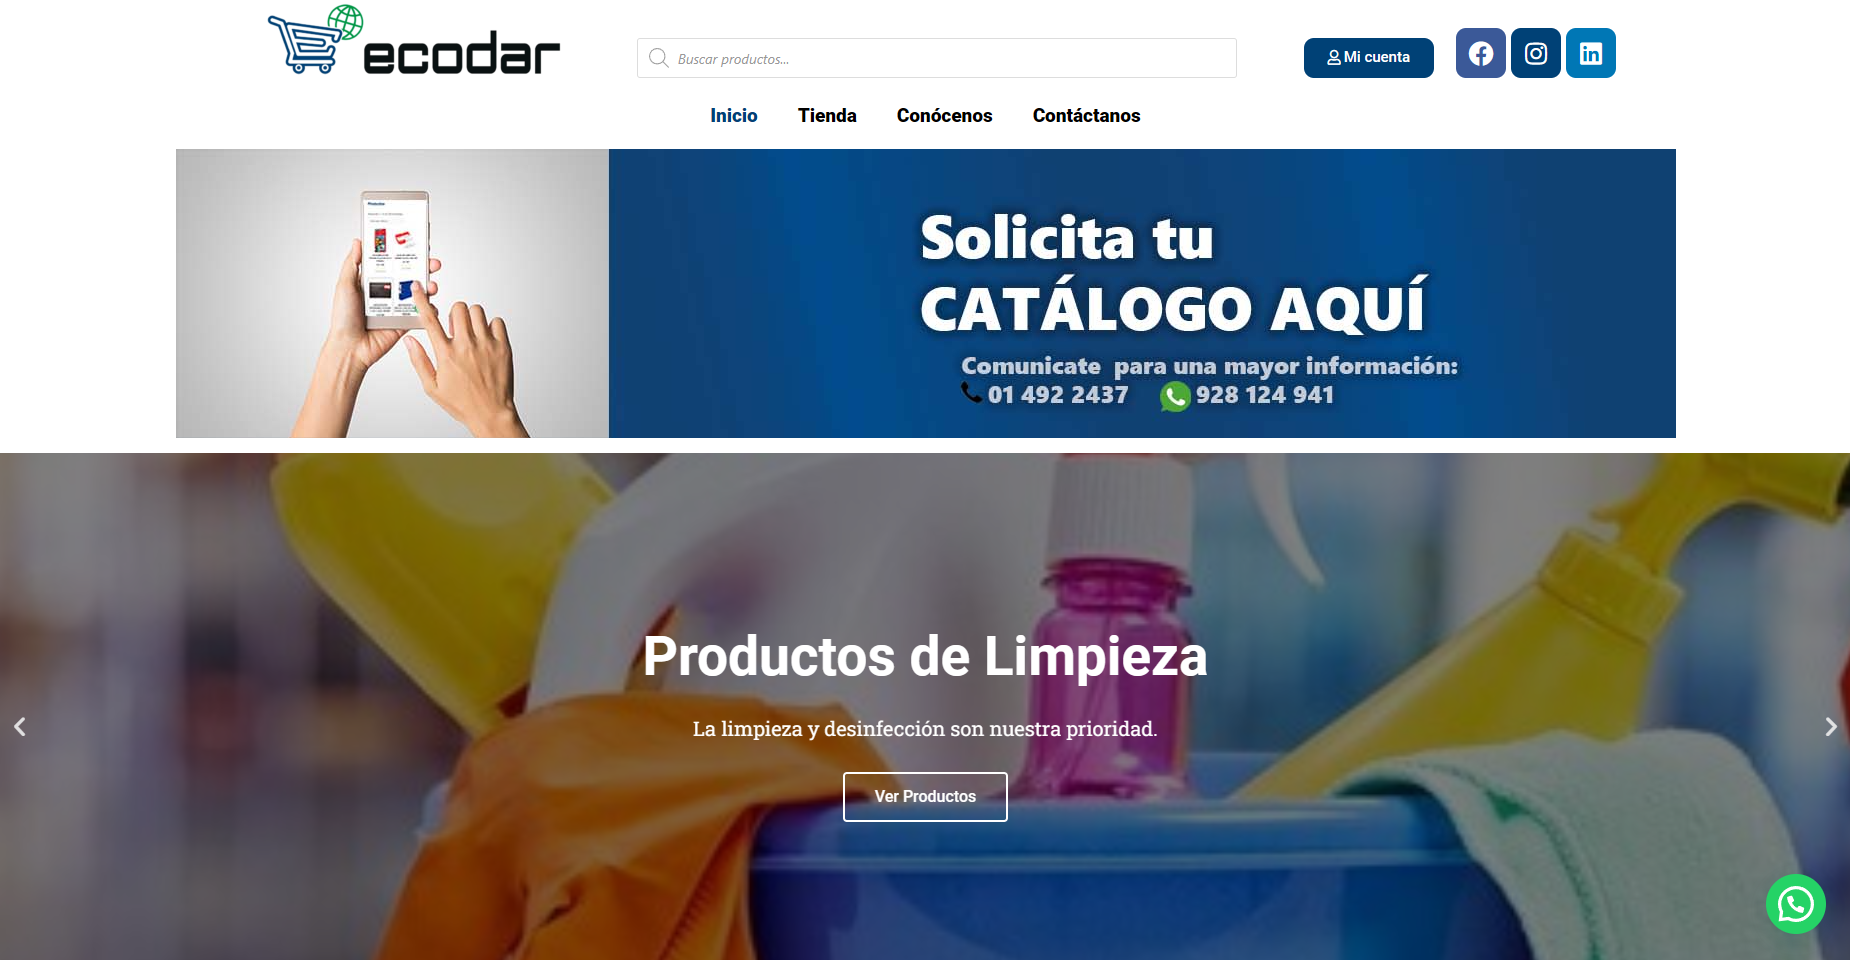 ecodar
Buscar productos...
Mi cuenta
Inicio
Tienda
Conócenos
Contáctanos
Solicita tu
CATÁLOGO AQUÍ
Comunicate para una mayor información:
01 492 2437
928 124 941
Productos de Limpieza
La limpieza y desinfección son nuestra prioridad.
Ver Productos